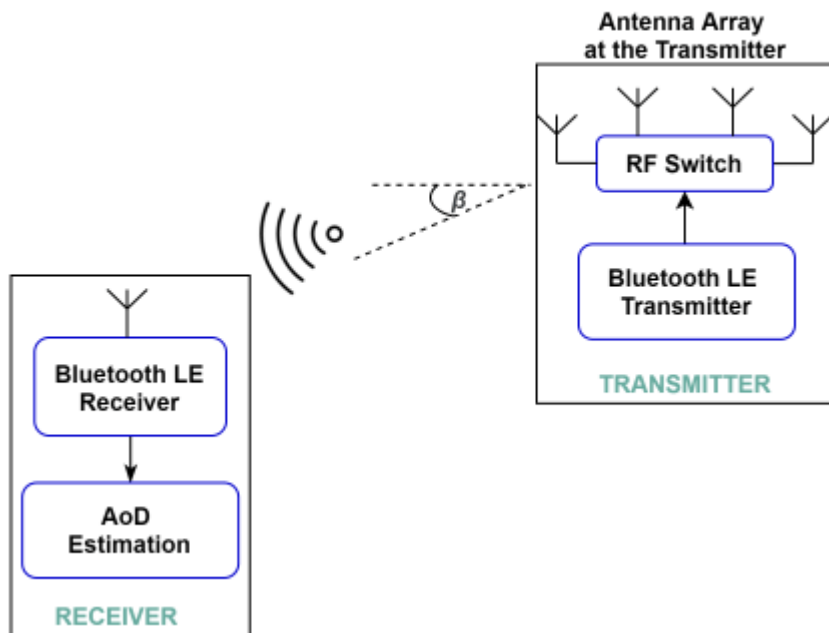 Antenna Array
at the Transmitter
RF Switch
β
Bluetooth LE
Transmitter
TRANSMITTER
Bluetooth LE
Receiver
AoD
Estimation
RECEIVER